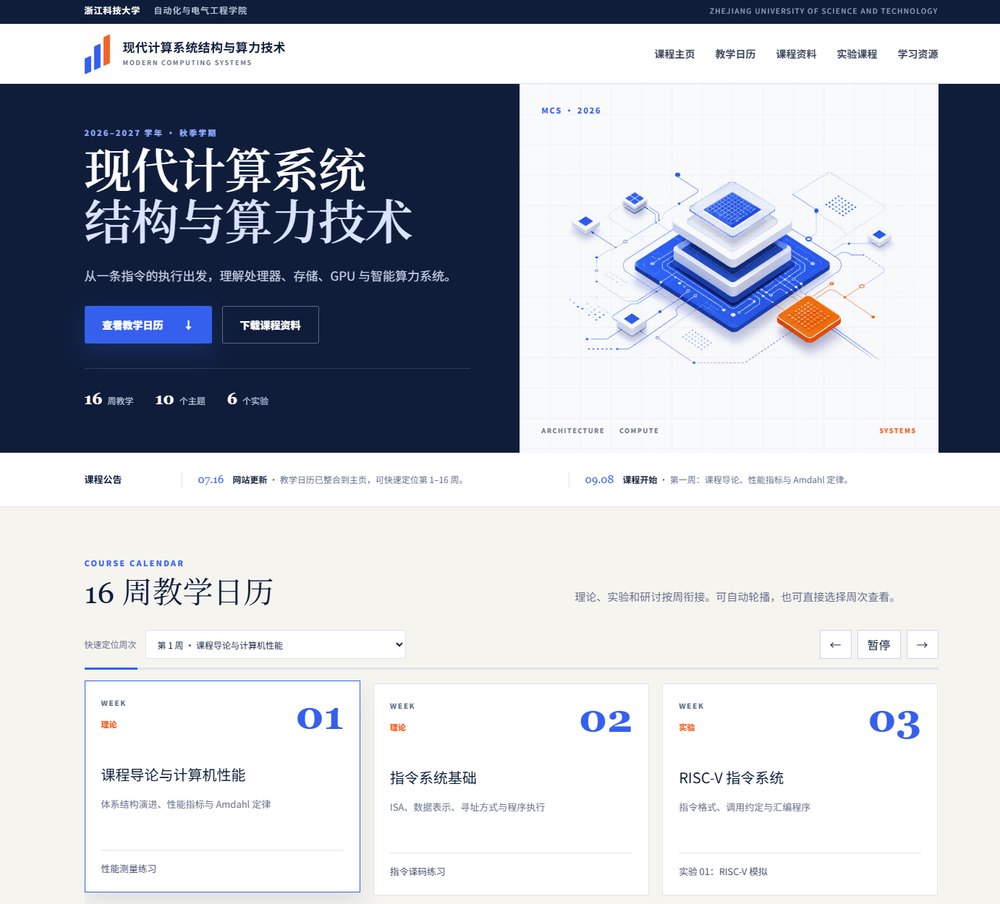 浙江科技大学 自动化与电气工程学院 ZHEJIANG UNIVERSITY OF SCIENCE AND TECHNOLOGY
现代计算系统结构与算力技术
MODERN COMPUTING SYSTEMS
课程主页 教学日历 课程资料 实验课程 学习资源
2026–2027 学年 · 秋季学期
现代计算系统
结构与算力技术
从一条指令的执行出发，理解处理器、存储、GPU 与智能算力系统。
查看教学日历 ↓ 下载课程资料
16 周教学 10 个主题 6 个实验
MCS · 2026
ARCHITECTURE COMPUTE SYSTEMS
课程公告 07.16 网站更新 · 教学日历已整合到主页，可快速定位第 1–16 周。 09.08 课程开始 · 第一周：课程导论、性能指标与 Amdahl 定律。
COURSE CALENDAR
16 周教学日历
理论、实验和研讨按周衔接。可自动轮播，也可直接选择周次查看。
快速定位周次 第 1 周 · 课程导论与计算机性能 ← 暂停 →
WEEK
理论
01
课程导论与计算机性能
体系结构演进、性能指标与 Amdahl 定律
性能测量练习
WEEK
理论
02
指令系统基础
ISA、数据表示、寻址方式与程序执行
指令译码练习
WEEK
实验
03
RISC-V 指令系统
指令格式、调用约定与汇编程序
实验 01：RISC-V 模拟